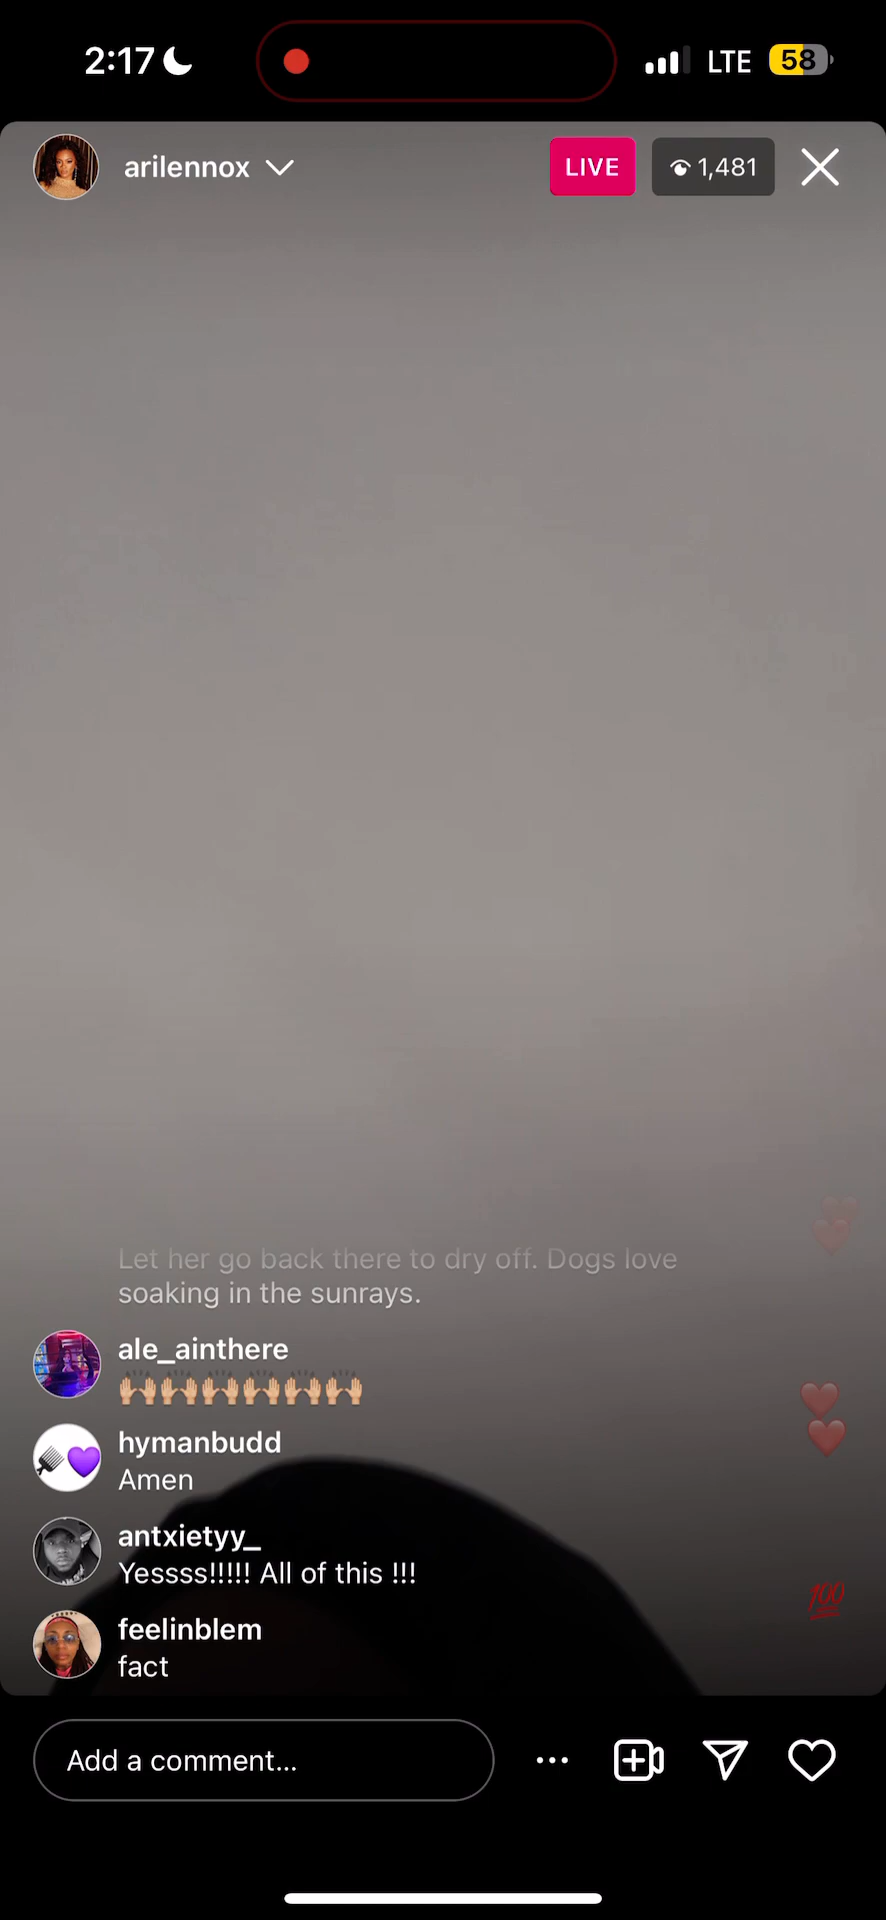 2:17
LTE
58
arilennox
LIVE
1,481
Let her go back there to dry off. Dogs love
soaking in the sunrays.
ale_ainthere
🙌🏼🙌🏼🙌🏼🙌🏼🙌🏼🙌🏼
hymanbudd
Amen
antxietyy_
Yessss!!!!! All of this !!!
feelinblem
fact
💯
Add a comment...